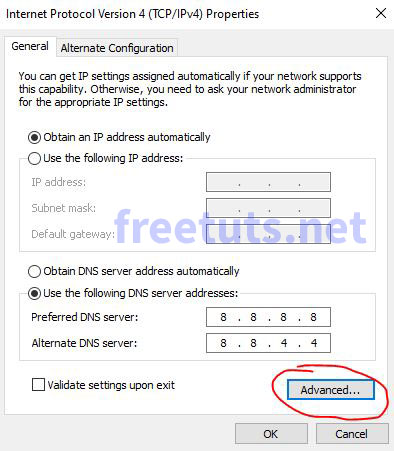 Internet Protocol Version 4 (TCP/IPv4) Properties
General
Alternate Configuration
You can get IP settings assigned automatically if your network supports
this capability. Otherwise, you need to ask your network administrator
for the appropriate IP settings.
Obtain an IP address automatically
Use the following IP address:
IP address:
Subnet mask:
Default gateway:
freetuts.net
Obtain DNS server address automatically
Use the following DNS server addresses:
Preferred DNS server: 8 . 8 . 8 . 8
Alternate DNS server: 8 . 8 . 4 . 4
Validate settings upon exit
Advanced...
OK
Cancel